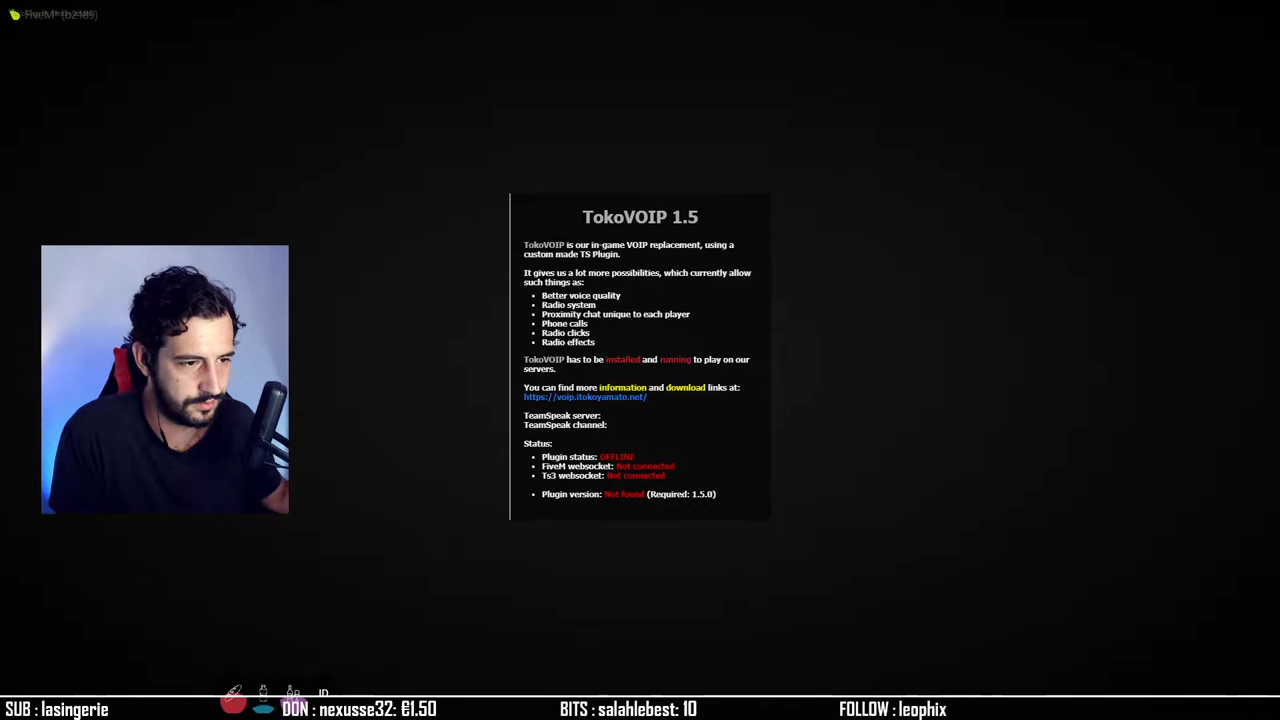 FiveM (b2189)
TokoVOIP 1.5
TokoVOIP is our in-game VOIP replacement, using a
custom made TS Plugin.
It gives us a lot more possibilities, which currently allow
such things as:
Better voice quality
Radio system
Proximity chat unique to each player
Phone calls
Radio clicks
Radio effects
TokoVOIP has to be installed and running to play on our
servers.
You can find more information and download links at:
https://voip.itokoyamato.net/
TeamSpeak server:
TeamSpeak channel:
Status:
Plugin status: OFFLINE
FiveM websocket: Not connected
Ts3 websocket: Not connected
Plugin version: Not found (Required: 1.5.0)
ID
SUB : lasingerie
DON : nexusse32: €1.50
BITS : salahlebest: 10
FOLLOW : leophix